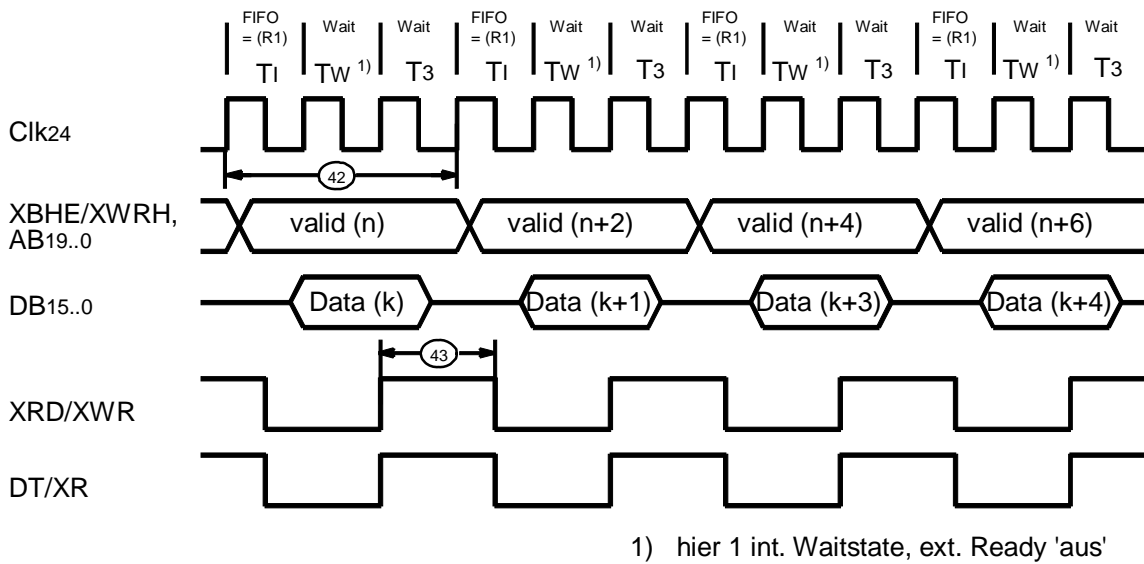 FIFO = (R1) Wait Wait FIFO = (R1) Wait Wait FIFO = (R1) Wait Wait FIFO = (R1) Wait Wait
TI TW 1) T3 TI TW 1) T3 TI TW 1) T3 TI TW 1) T3
Clk24
42
XBHE/XWRH,
AB19..0
valid (n) valid (n+2) valid (n+4) valid (n+6)
DB15..0 Data (k) Data (k+1) Data (k+3) Data (k+4)
43
XRD/XWR
DT/XR
1) hier 1 int. Waitstate, ext. Ready 'aus'